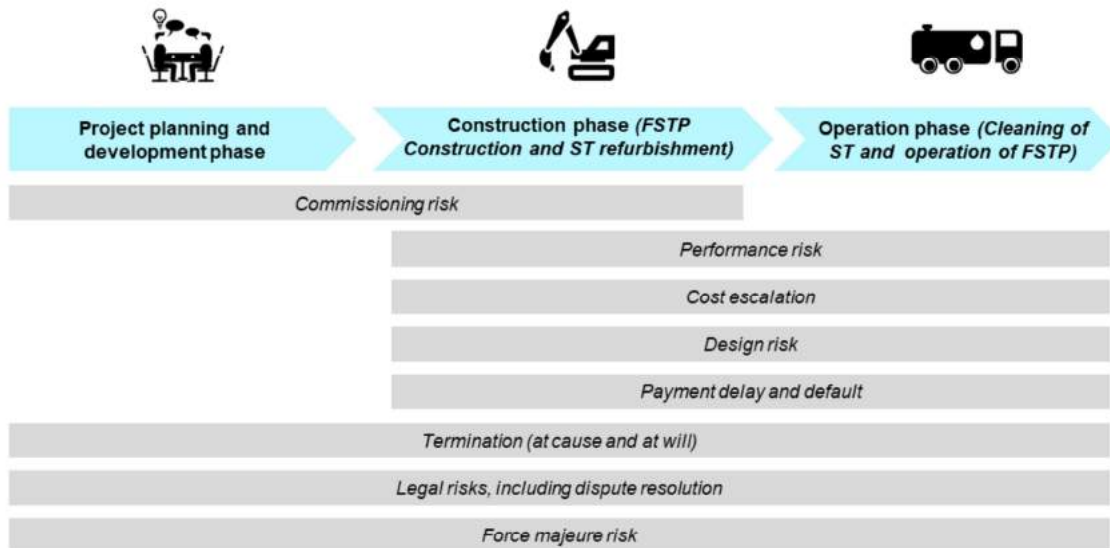 Project planning and
development phase
Construction phase (FSTP
Construction and ST refurbishment)
Operation phase (Cleaning of
ST and operation of FSTP)
Commissioning risk
Performance risk
Cost escalation
Design risk
Payment delay and default
Termination (at cause and at will)
Legal risks, including dispute resolution
Force majeure risk